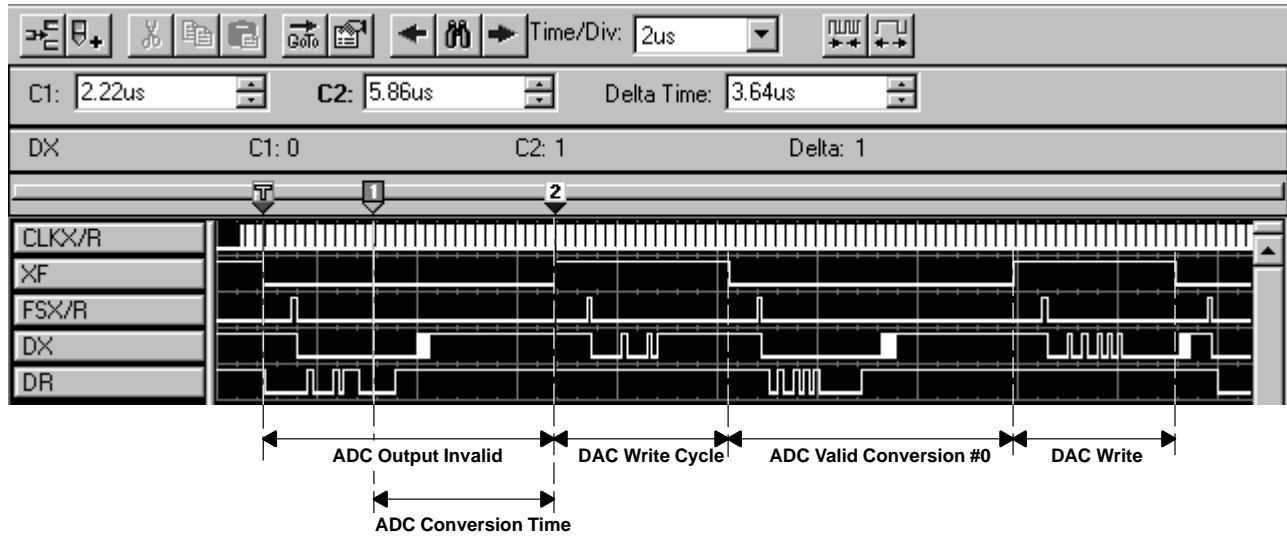 GoTo Time/Div: 2us
C1: 2.22us C2: 5.86us Delta Time: 3.64us
DX C1: 0 C2: 1 Delta: 1
T 1 2
CLKX/R
XF
FSX/R
DX
DR
ADC Output Invalid DAC Write Cycle ADC Valid Conversion #0 DAC Write
ADC Conversion Time